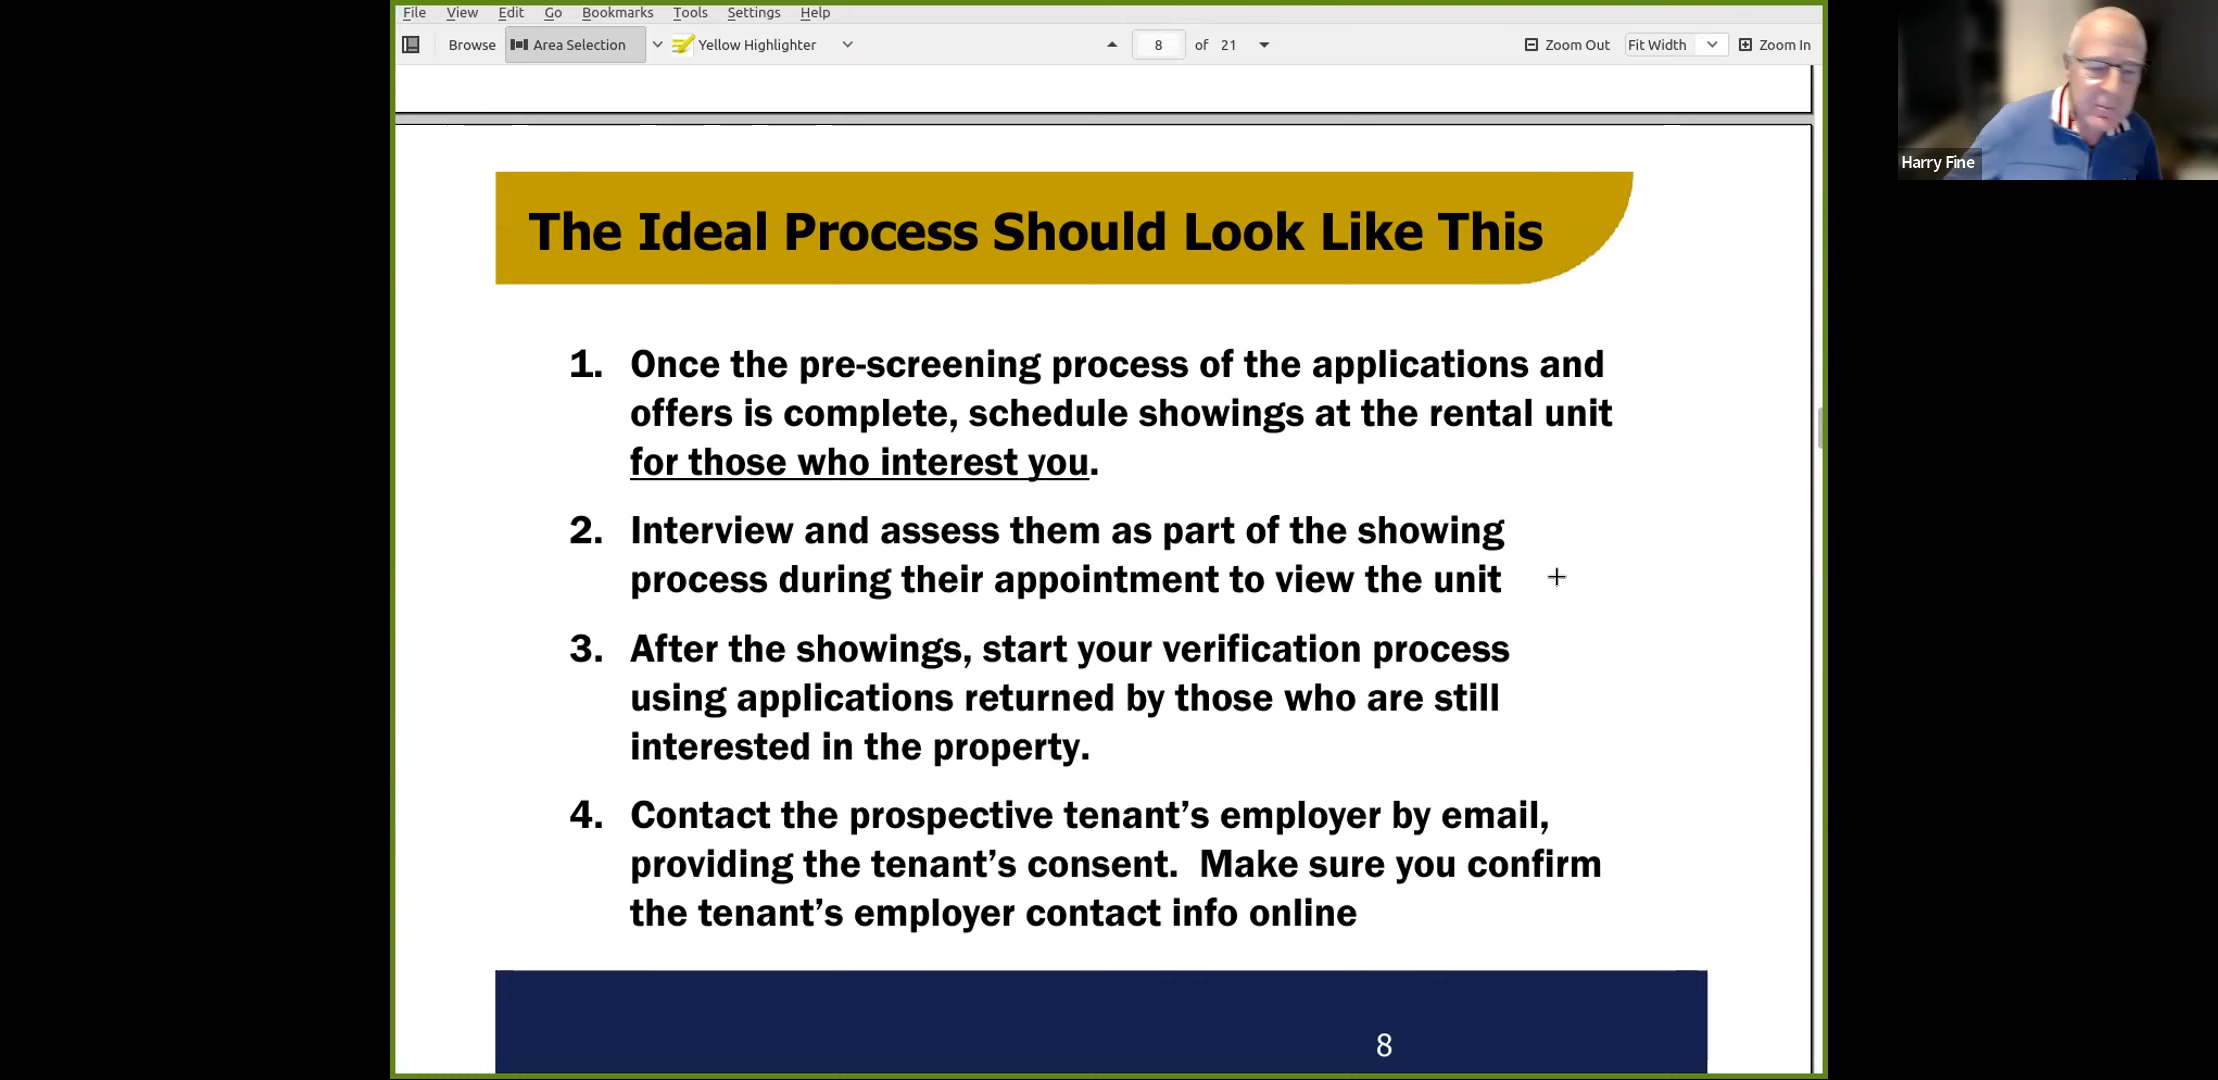 File View Edit Go Bookmarks Tools Settings Help
Browse Area Selection Yellow Highlighter 8 of 21 Zoom Out Fit Width Zoom In
Harry Fine
The Ideal Process Should Look Like This
1. Once the pre-screening process of the applications and
offers is complete, schedule showings at the rental unit
for those who interest you.
2. Interview and assess them as part of the showing
process during their appointment to view the unit
3. After the showings, start your verification process
using applications returned by those who are still
interested in the property.
4. Contact the prospective tenant’s employer by email,
providing the tenant’s consent.  Make sure you confirm
the tenant’s employer contact info online
8